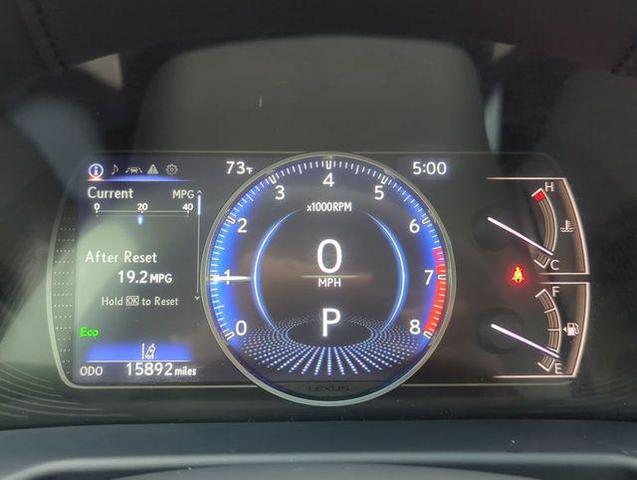 73°F
5:00
Current MPG
0 20 40
After Reset
19.2 MPG
Hold OK to Reset
Eco
ODO 15892 miles
0
1
2
3
4
5
6
7
8
x1000RPM
0
MPH
P
LEXUS
H
C
F
E